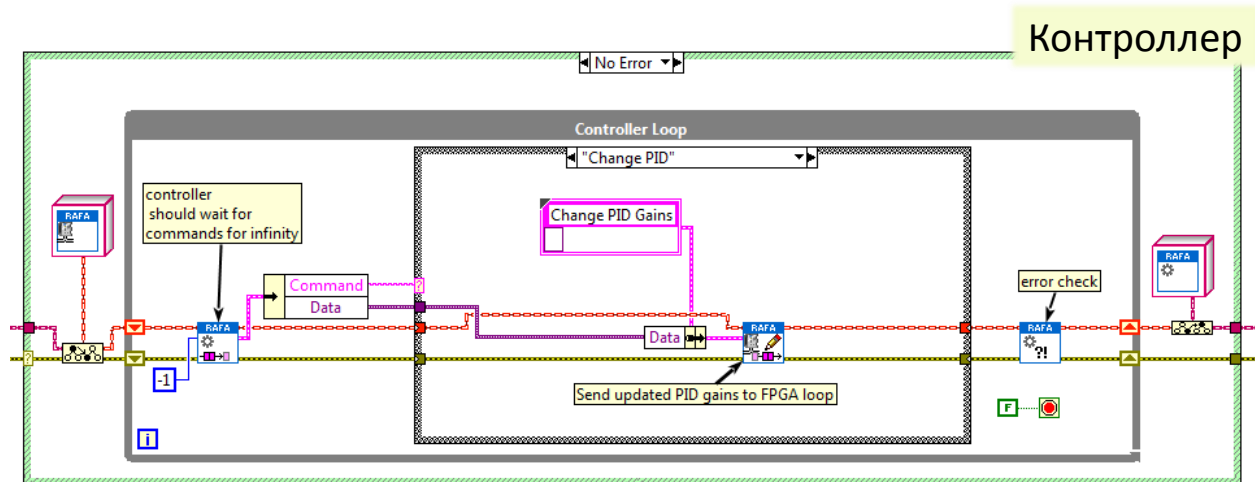 Контроллер
No Error
Controller Loop
"Change PID"
controller
should wait for
commands for infinity
Change PID Gains
RAFA
RAFA
Command
Data
error check
RAFA
RAFA
RAFA
?
?!
Data
?
-1
Send updated PID gains to FPGA loop
F
i